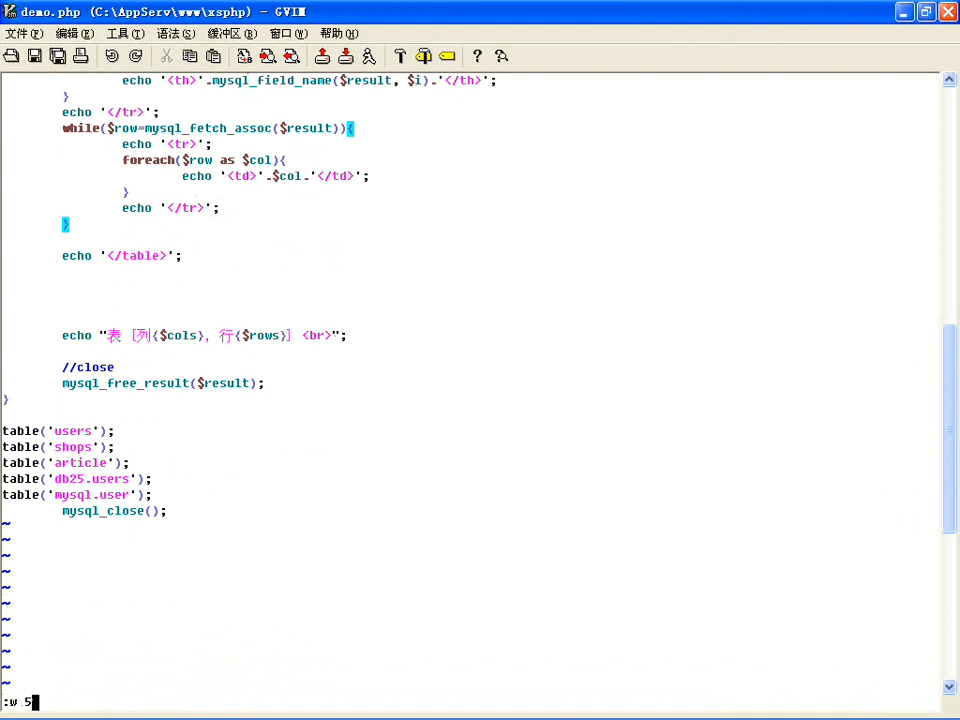 demo.php (C:\AppServ\www\xsphp) - GVIM
文件(F) 编辑(E) 工具(T) 语法(S) 缓冲区(B) 窗口(W) 帮助(H)
echo '<th>'.mysql_field_name($result, $i).'</th>';
}
echo '</tr>';
while($row=mysql_fetch_assoc($result)){
echo '<tr>';
foreach($row as $col){
echo '<td>'.$col.'</td>';
}
echo '</tr>';
}
echo '</table>';
echo "表 [列{$cols}, 行{$rows}] <br>";
//close
mysql_free_result($result);
}
table('users');
table('shops');
table('article');
table('db25.users');
table('mysql.user');
mysql_close();
~
~
~
~
~
~
~
~
~
~
~
:w 5